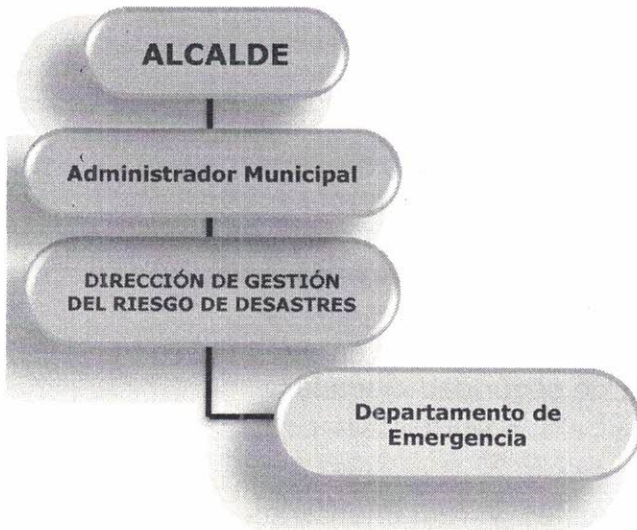 ALCALDE
Administrador Municipal
DIRECCIÓN DE GESTIÓN
DEL RIESGO DE DESASTRES
Departamento de
Emergencia